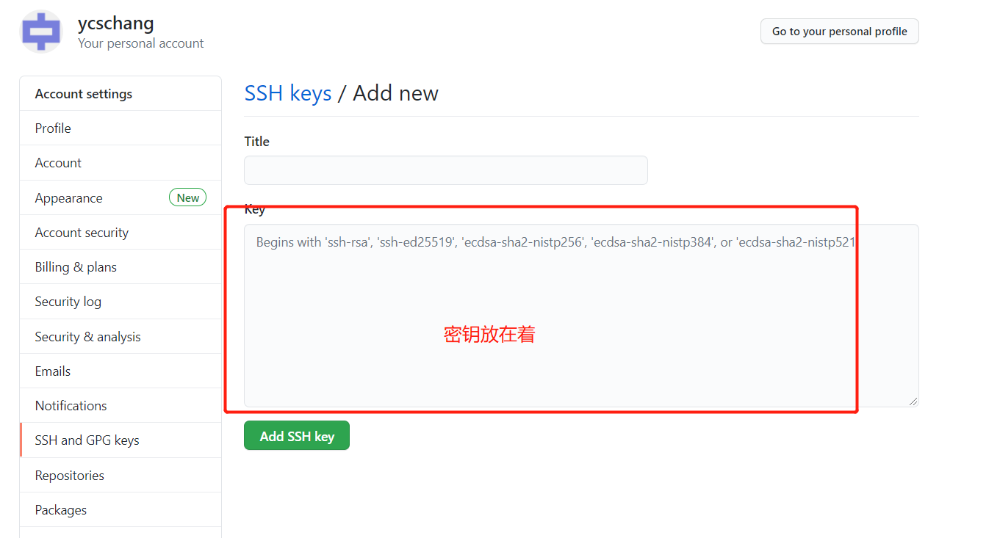 ycschang
Your personal account
Go to your personal profile
Account settings
Profile
Account
Appearance New
Account security
Billing & plans
Security log
Security & analysis
Emails
Notifications
SSH and GPG keys
Repositories
Packages
SSH keys / Add new
Title
Key
Begins with 'ssh-rsa', 'ssh-ed25519', 'ecdsa-sha2-nistp256', 'ecdsa-sha2-nistp384', or 'ecdsa-sha2-nistp521
密钥放在着
Add SSH key